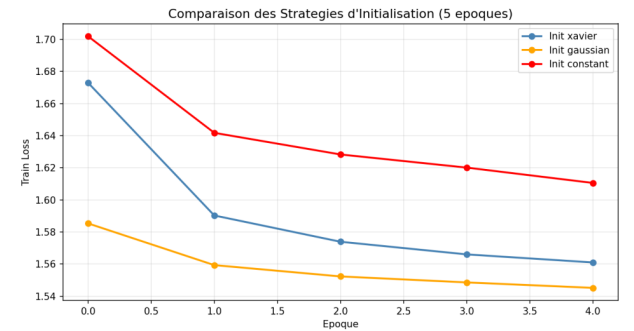 Comparaison des Strategies d'Initialisation (5 epoques)
Init xavier
Init gaussian
Init constant
Train Loss
1.70
1.68
1.66
1.64
1.62
1.60
1.58
1.56
1.54
0.0 0.5 1.0 1.5 2.0 2.5 3.0 3.5 4.0
Epoque